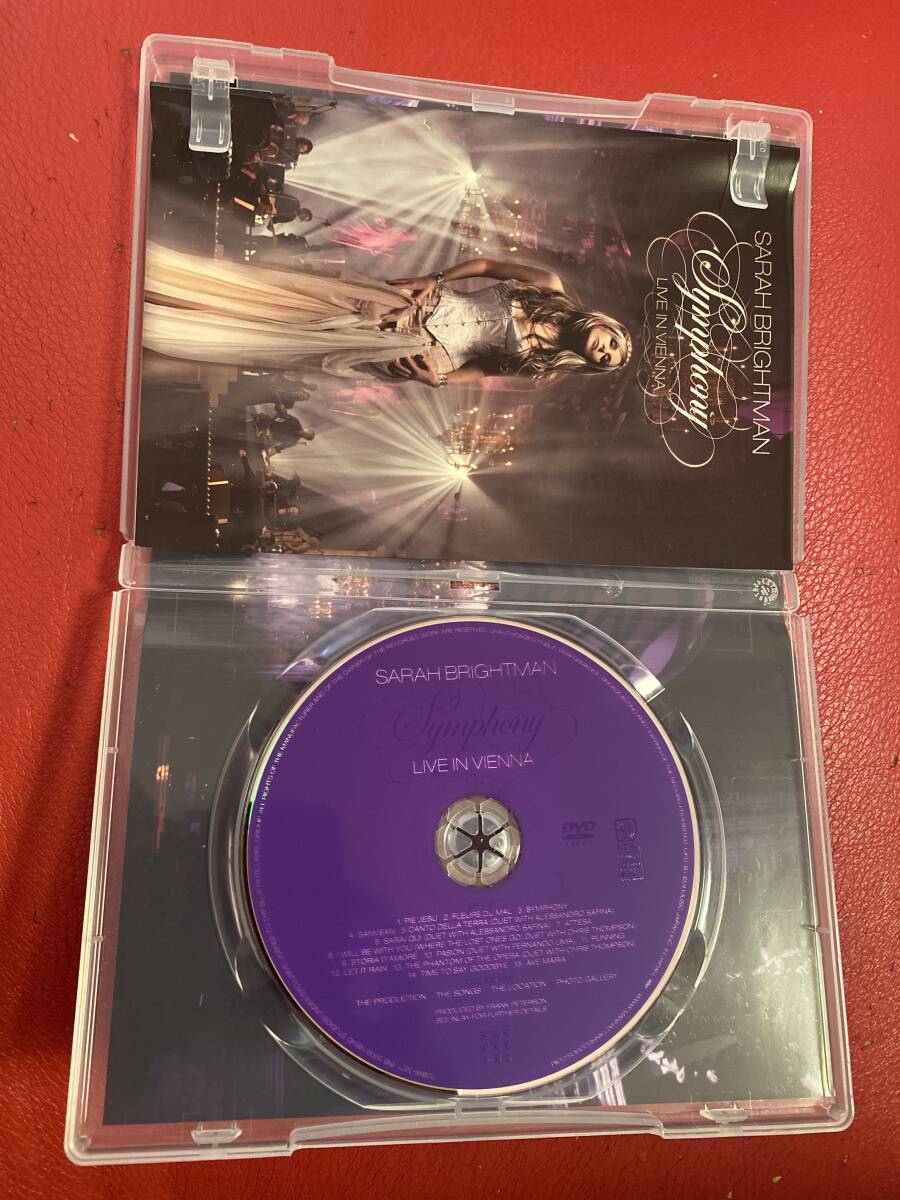 SARAH BRIGHTMAN
Symphony
LIVE IN VIENNA
SARAH BRIGHTMAN
Symphony
LIVE IN VIENNA
DVD
1. PIE JESU 2. FLEURS DU MAL 3. SYMPHONY
4. SANVEAN 5. CANTO DELLA TERRA (DUET WITH ALESSANDRO SAFINA)
6. SARAI QUI (DUET WITH ALESSANDRO SAFINA) 7. ATTESA
8. I WILL BE WITH YOU (WHERE THE LOST ONES GO) (DUET WITH CHRIS THOMPSON)
9. STORIA D'AMORE 10. PASION (DUET WITH FERNANDO LIMA) 11. RUNNING
12. LET IT RAIN 13. THE PHANTOM OF THE OPERA (DUET WITH CHRIS THOMPSON)
14. TIME TO SAY GOODBYE 15. AVE MARIA
THE PRODUCTION THE SONGS THE LOCATION PHOTO GALLERY
PRODUCED BY FRANK PETERSON
SEE INLAY FOR FURTHER DETAILS